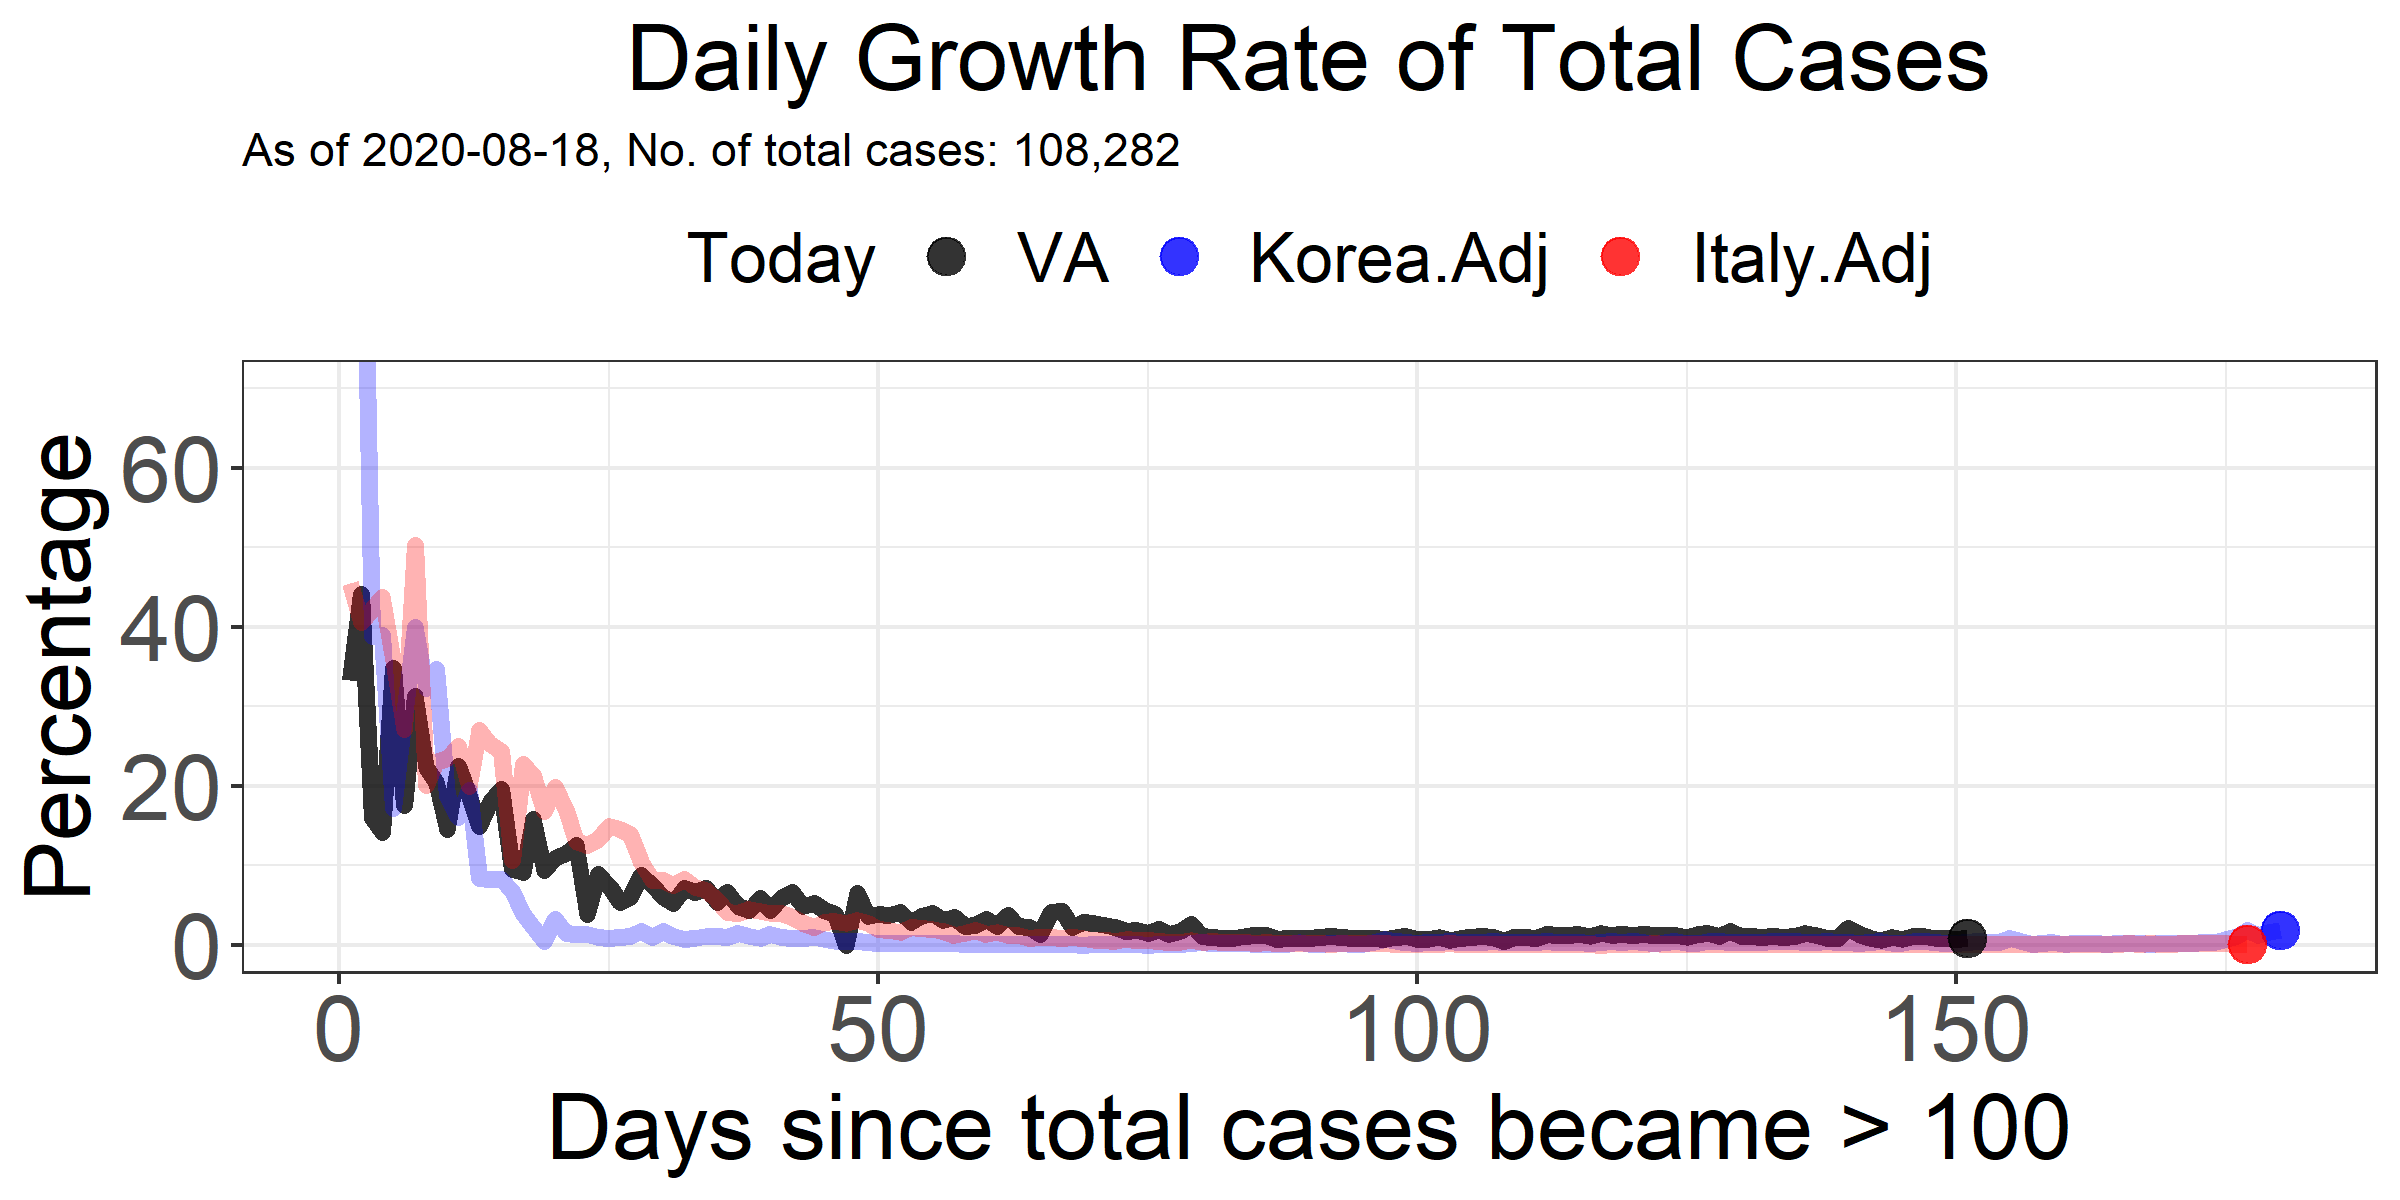 Daily Growth Rate of Total Cases
As of 2020-08-18, No. of total cases: 108,282
Today VA Korea.Adj Italy.Adj
Percentage
60
40
20
0
0 50 100 150
Days since total cases became > 100